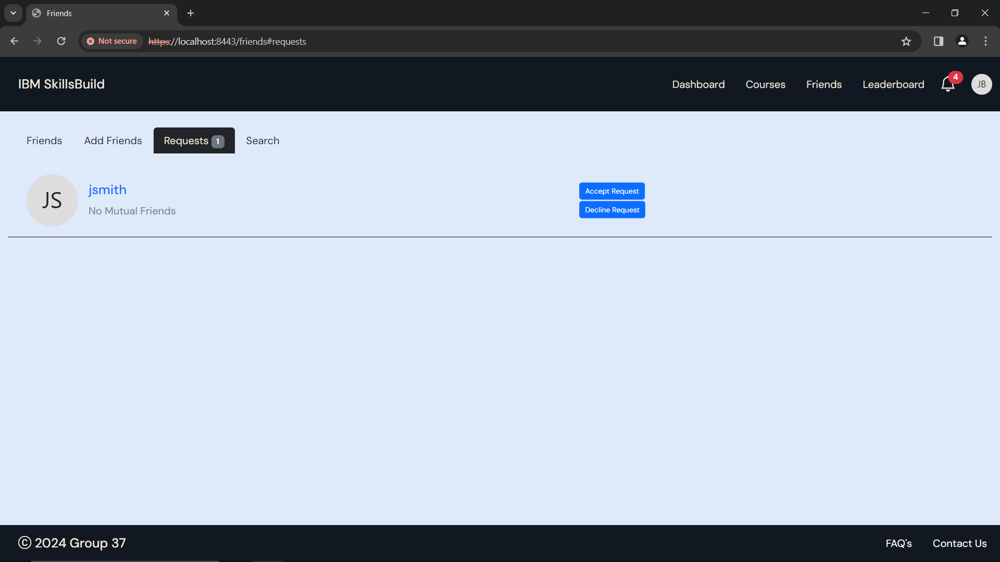 Friends
Not secure https://localhost:8443/friends#requests
IBM SkillsBuild Dashboard Courses Friends Leaderboard 4 JB
Friends Add Friends Requests 1 Search
JS
jsmith
No Mutual Friends
Accept Request
Decline Request
© 2024 Group 37 FAQ's Contact Us